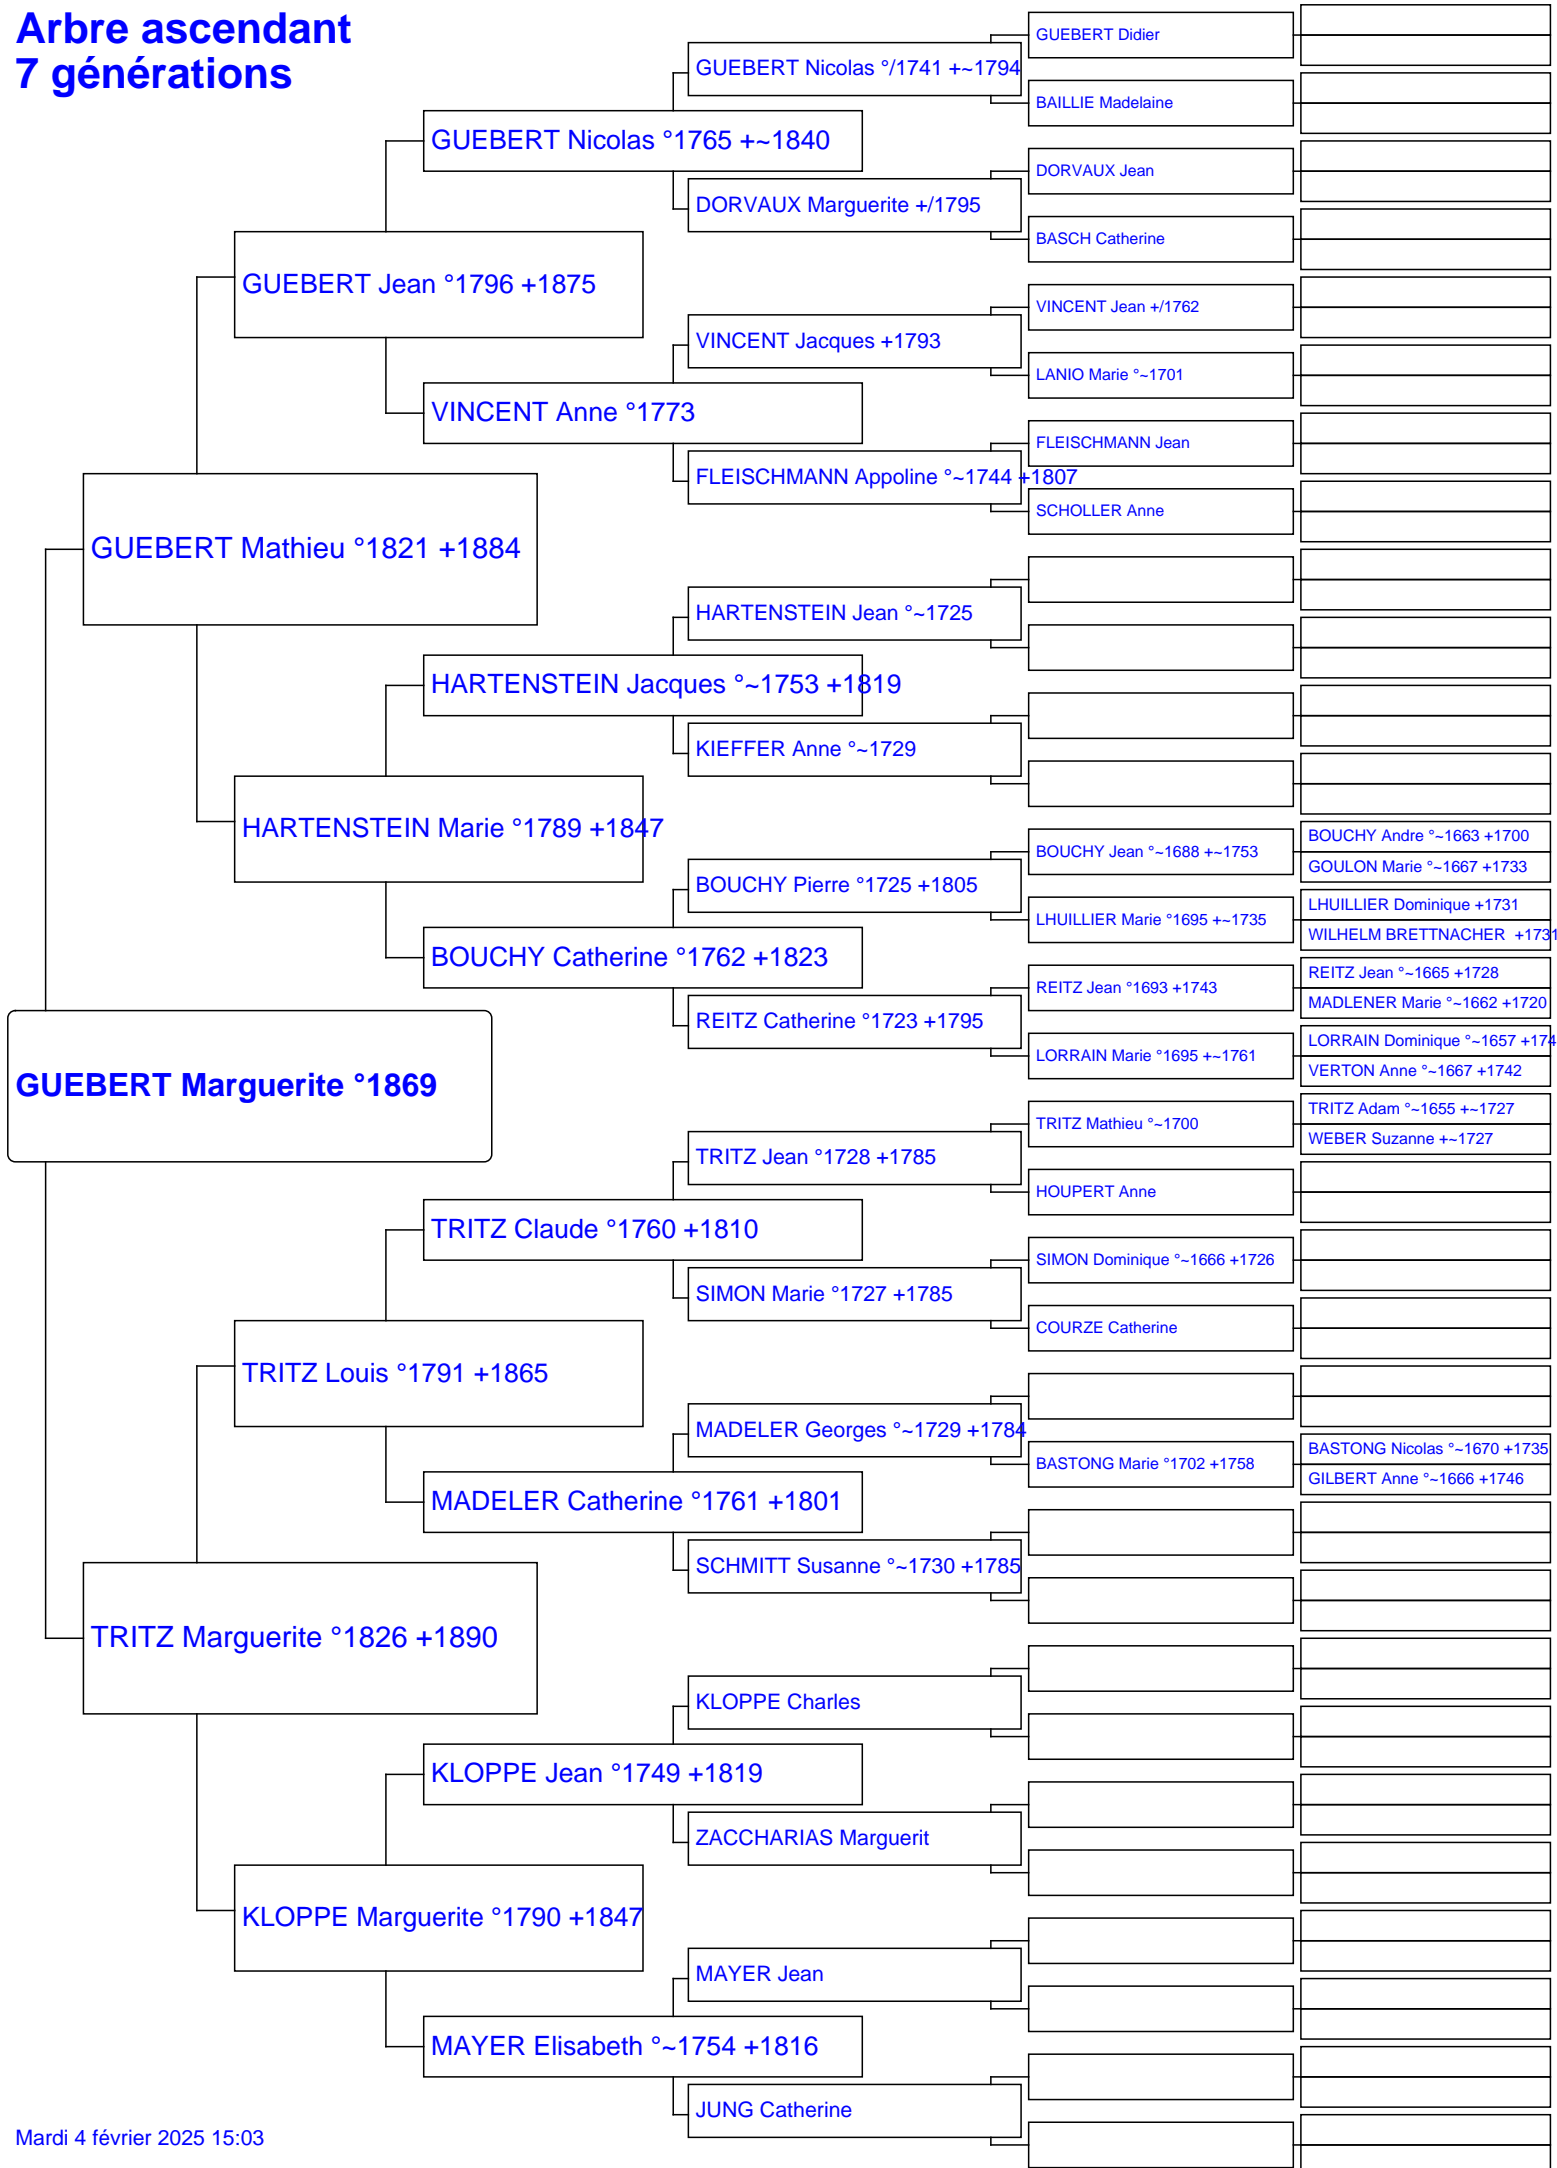 Arbre ascendant
7 générations
GUEBERT Didier
GUEBERT Nicolas °/1741 +~1794
BAILLIE Madelaine
GUEBERT Nicolas °1765 +~1840
DORVAUX Jean
DORVAUX Marguerite +/1795
BASCH Catherine
GUEBERT Jean °1796 +1875
VINCENT Jean +/1762
VINCENT Jacques +1793
LANIO Marie °~1701
VINCENT Anne °1773
FLEISCHMANN Jean
FLEISCHMANN Appoline °~1744 +1807
SCHOLLER Anne
GUEBERT Mathieu °1821 +1884
HARTENSTEIN Jean °~1725
HARTENSTEIN Jacques °~1753 +1819
KIEFFER Anne °~1729
HARTENSTEIN Marie °1789 +1847
BOUCHY Andre °~1663 +1700
BOUCHY Jean °~1688 +~1753
GOULON Marie °~1667 +1733
BOUCHY Pierre °1725 +1805
LHUILLIER Dominique +1731
LHUILLIER Marie °1695 +~1735
WILHELM BRETTNACHER  +1731
BOUCHY Catherine °1762 +1823
REITZ Jean °~1665 +1728
REITZ Jean °1693 +1743
MADLENER Marie °~1662 +1720
REITZ Catherine °1723 +1795
LORRAIN Dominique °~1657 +174
LORRAIN Marie °1695 +~1761
VERTON Anne °~1667 +1742
GUEBERT Marguerite °1869
TRITZ Adam °~1655 +~1727
TRITZ Mathieu °~1700
WEBER Suzanne +~1727
TRITZ Jean °1728 +1785
HOUPERT Anne
TRITZ Claude °1760 +1810
SIMON Dominique °~1666 +1726
SIMON Marie °1727 +1785
COURZE Catherine
TRITZ Louis °1791 +1865
MADELER Georges °~1729 +1784
BASTONG Nicolas °~1670 +1735
BASTONG Marie °1702 +1758
GILBERT Anne °~1666 +1746
MADELER Catherine °1761 +1801
SCHMITT Susanne °~1730 +1785
TRITZ Marguerite °1826 +1890
KLOPPE Charles
KLOPPE Jean °1749 +1819
ZACCHARIAS Marguerit
KLOPPE Marguerite °1790 +1847
MAYER Jean
MAYER Elisabeth °~1754 +1816
JUNG Catherine
Mardi 4 février 2025 15:03